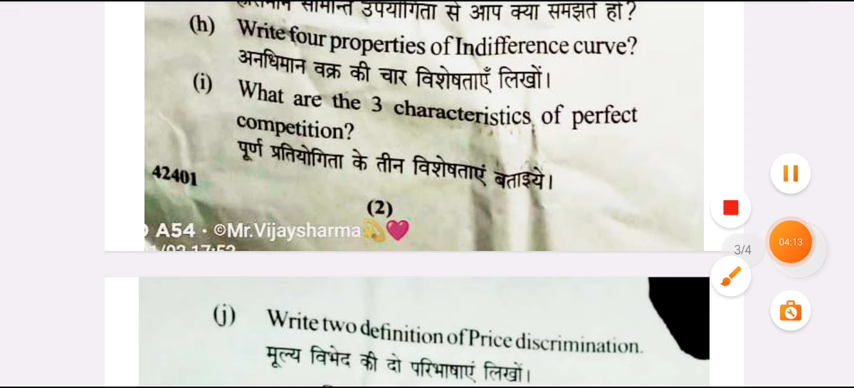 सीमान्त उपयोगिता से आप क्या समझते हो?
(h) Write four properties of Indifference curve?
अनधिमान वक्र की चार विशेषताएँ लिखों।
(i) What are the 3 characteristics of perfect
competition?
पूर्ण प्रतियोगिता के तीन विशेषताएं बताइये।
42401
(2)
A54 · ©Mr.Vijaysharma💫💓
3/4
04:13
(j) Write two definition of Price discrimination.
मूल्य विभेद की दो परिभाषाएं लिखों।